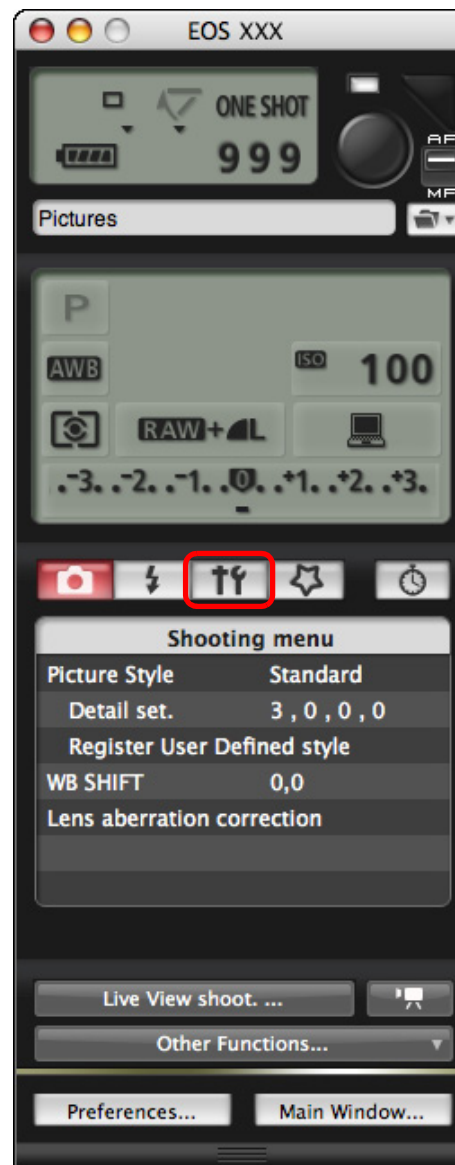 EOS XXX
ONE SHOT
999
AF
MF
Pictures
P
AWB
ISO 100
RAW+L
.-3. .-2. .-1. .0. .+1. .+2. .+3.
Shooting menu
Picture Style Standard
Detail set. 3 , 0 , 0 , 0
Register User Defined style
WB SHIFT 0,0
Lens aberration correction
Live View shoot. ...
Other Functions...
Preferences... Main Window...